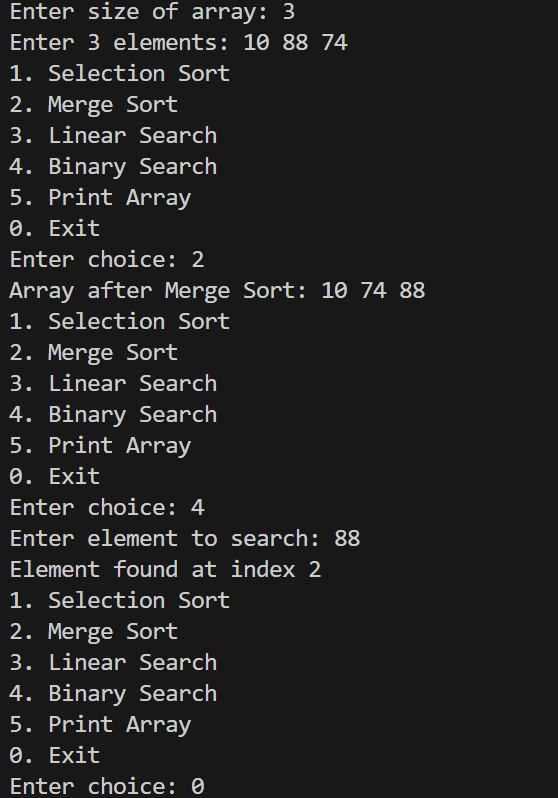 Enter size of array: 3
Enter 3 elements: 10 88 74
1. Selection Sort
2. Merge Sort
3. Linear Search
4. Binary Search
5. Print Array
0. Exit
Enter choice: 2
Array after Merge Sort: 10 74 88
1. Selection Sort
2. Merge Sort
3. Linear Search
4. Binary Search
5. Print Array
0. Exit
Enter choice: 4
Enter element to search: 88
Element found at index 2
1. Selection Sort
2. Merge Sort
3. Linear Search
4. Binary Search
5. Print Array
0. Exit
Enter choice: 0